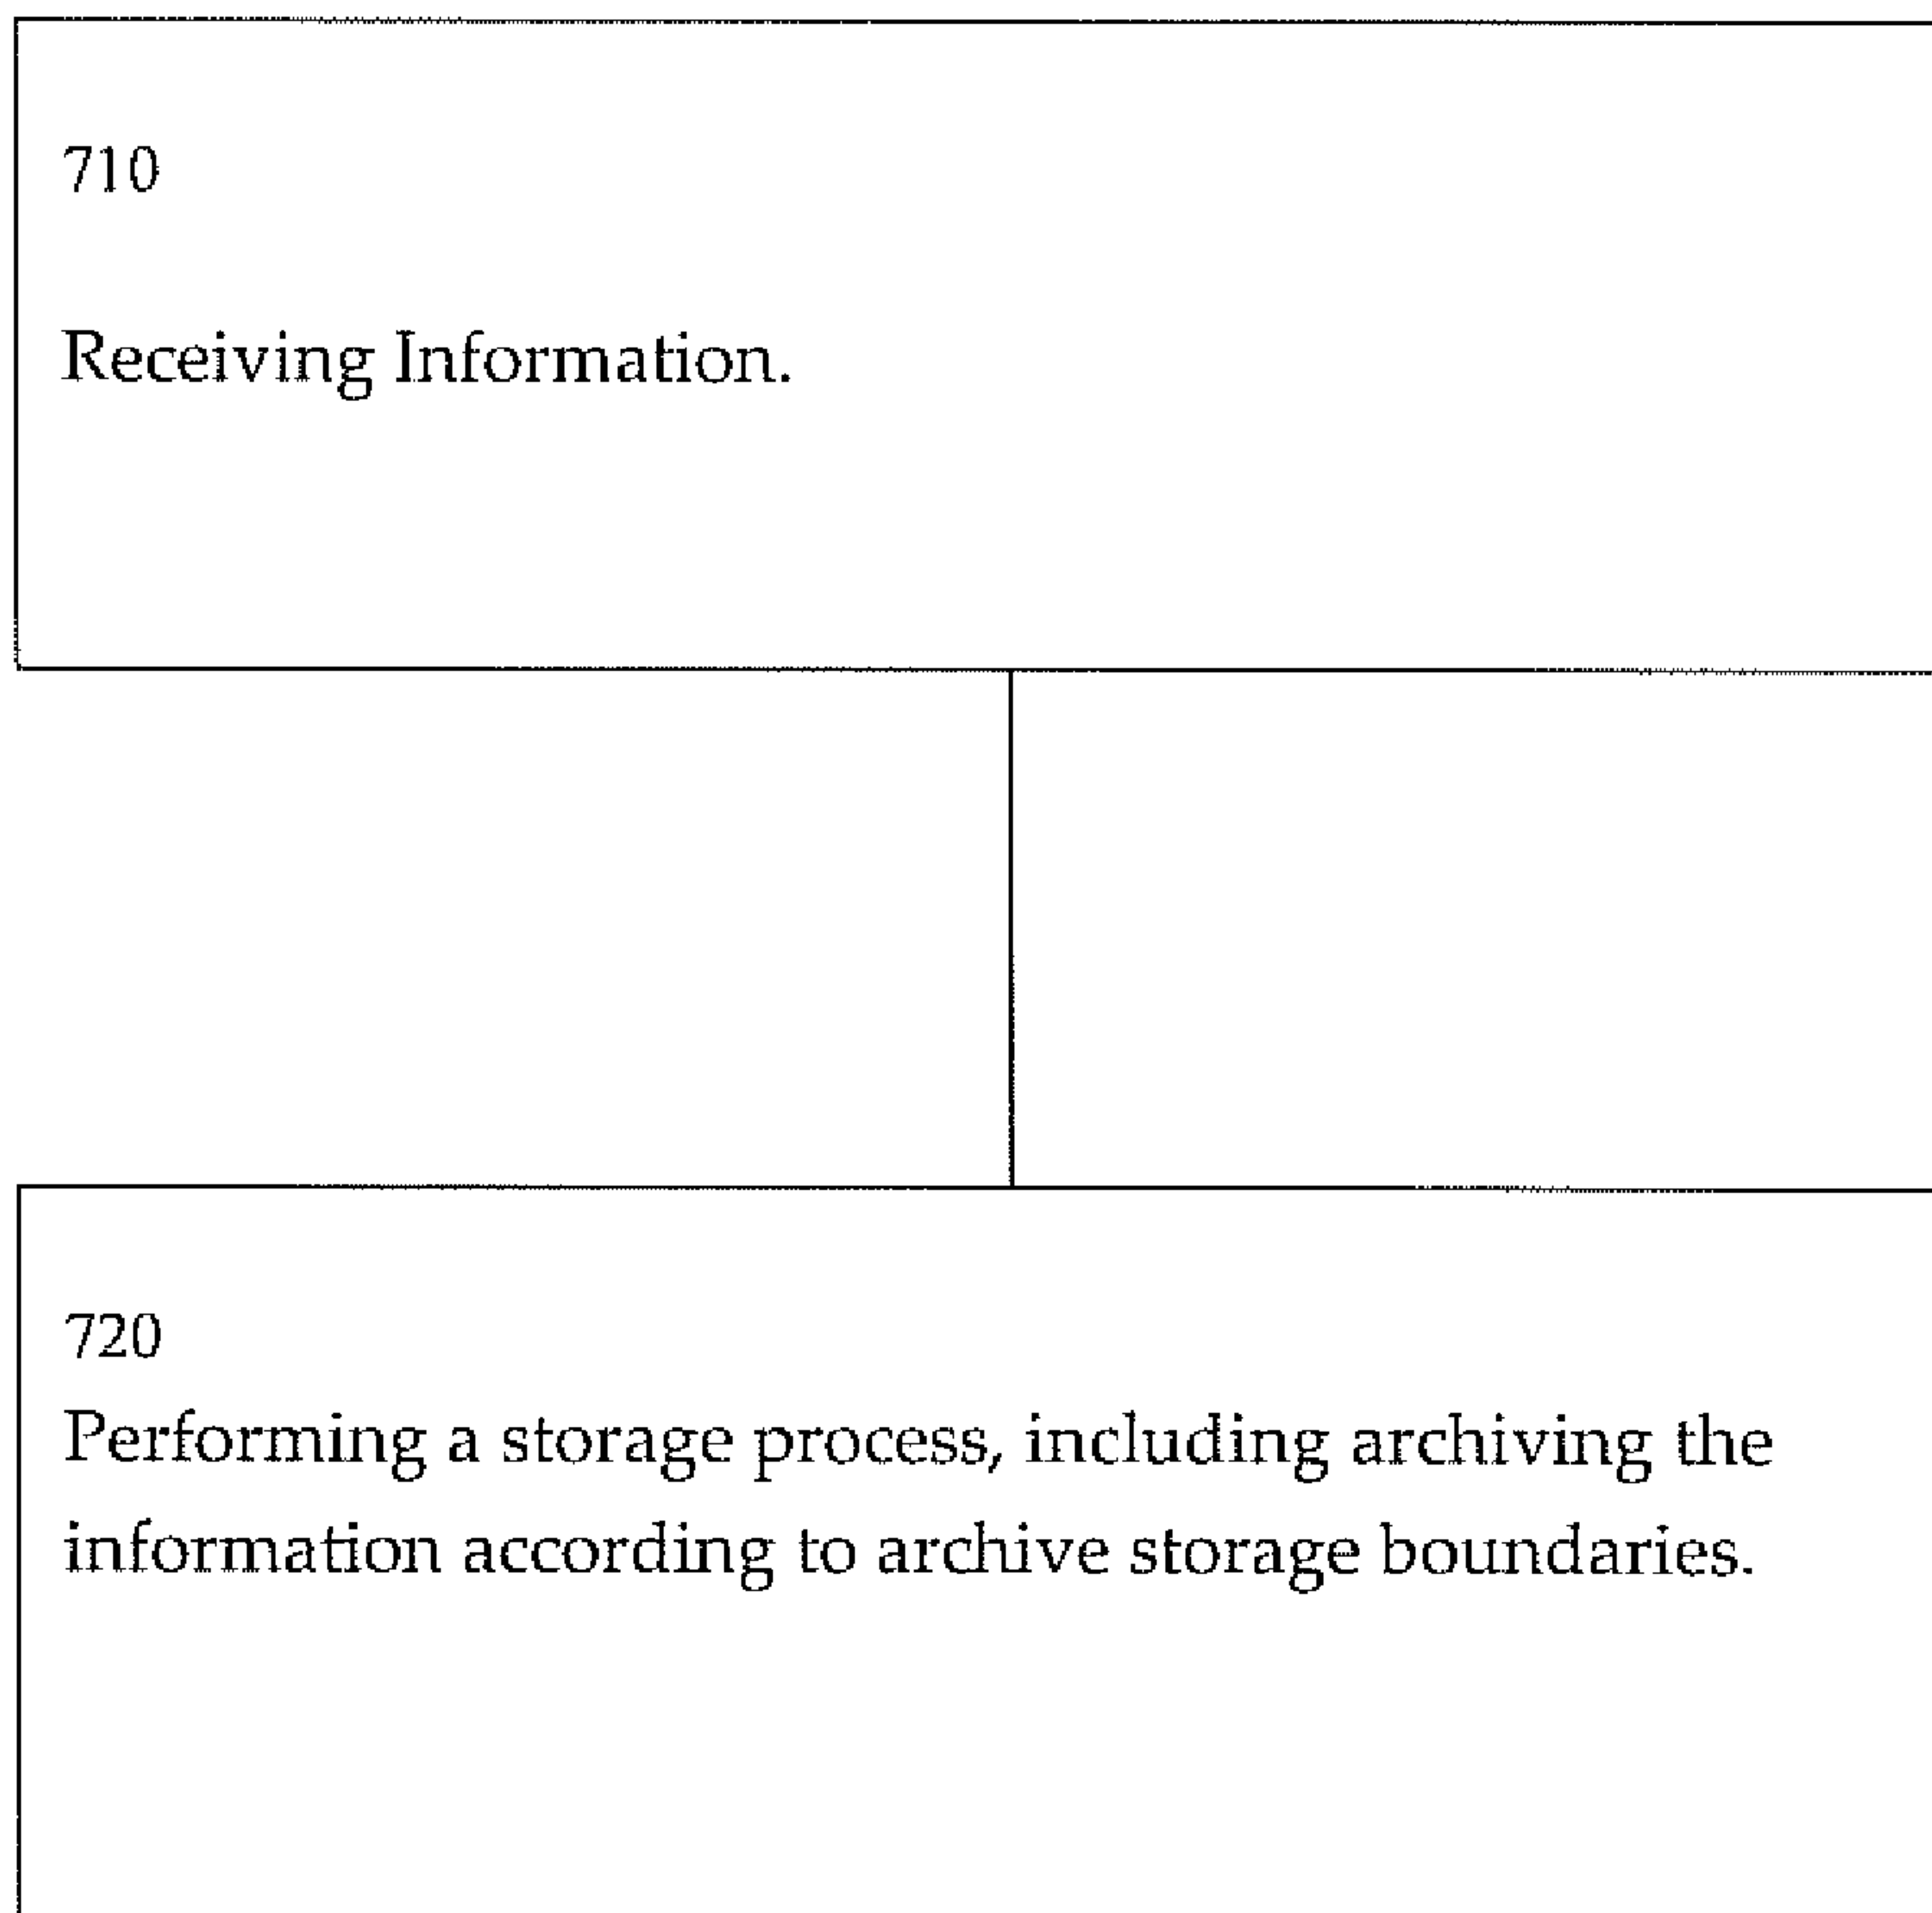 710
Receiving Information.
720
Performing a storage process, including archiving the
information according to archive storage boundaries.